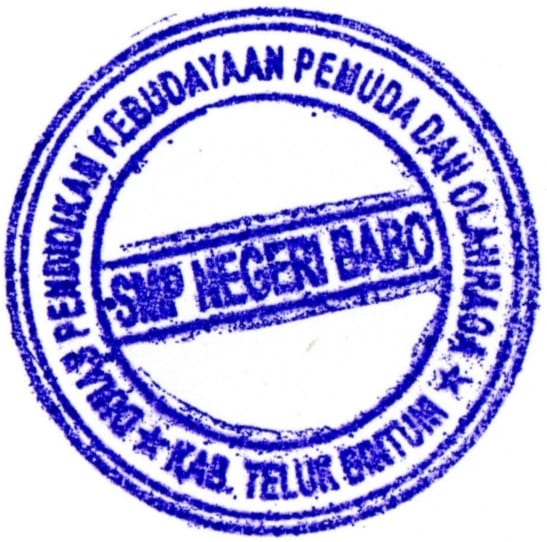 DINAS PENDIDIKAN KEBUDAYAAN PEMUDA DAN OLAHRAGA
SMP NEGERI BABO
★ KAB. TELUK BINTUNI ★